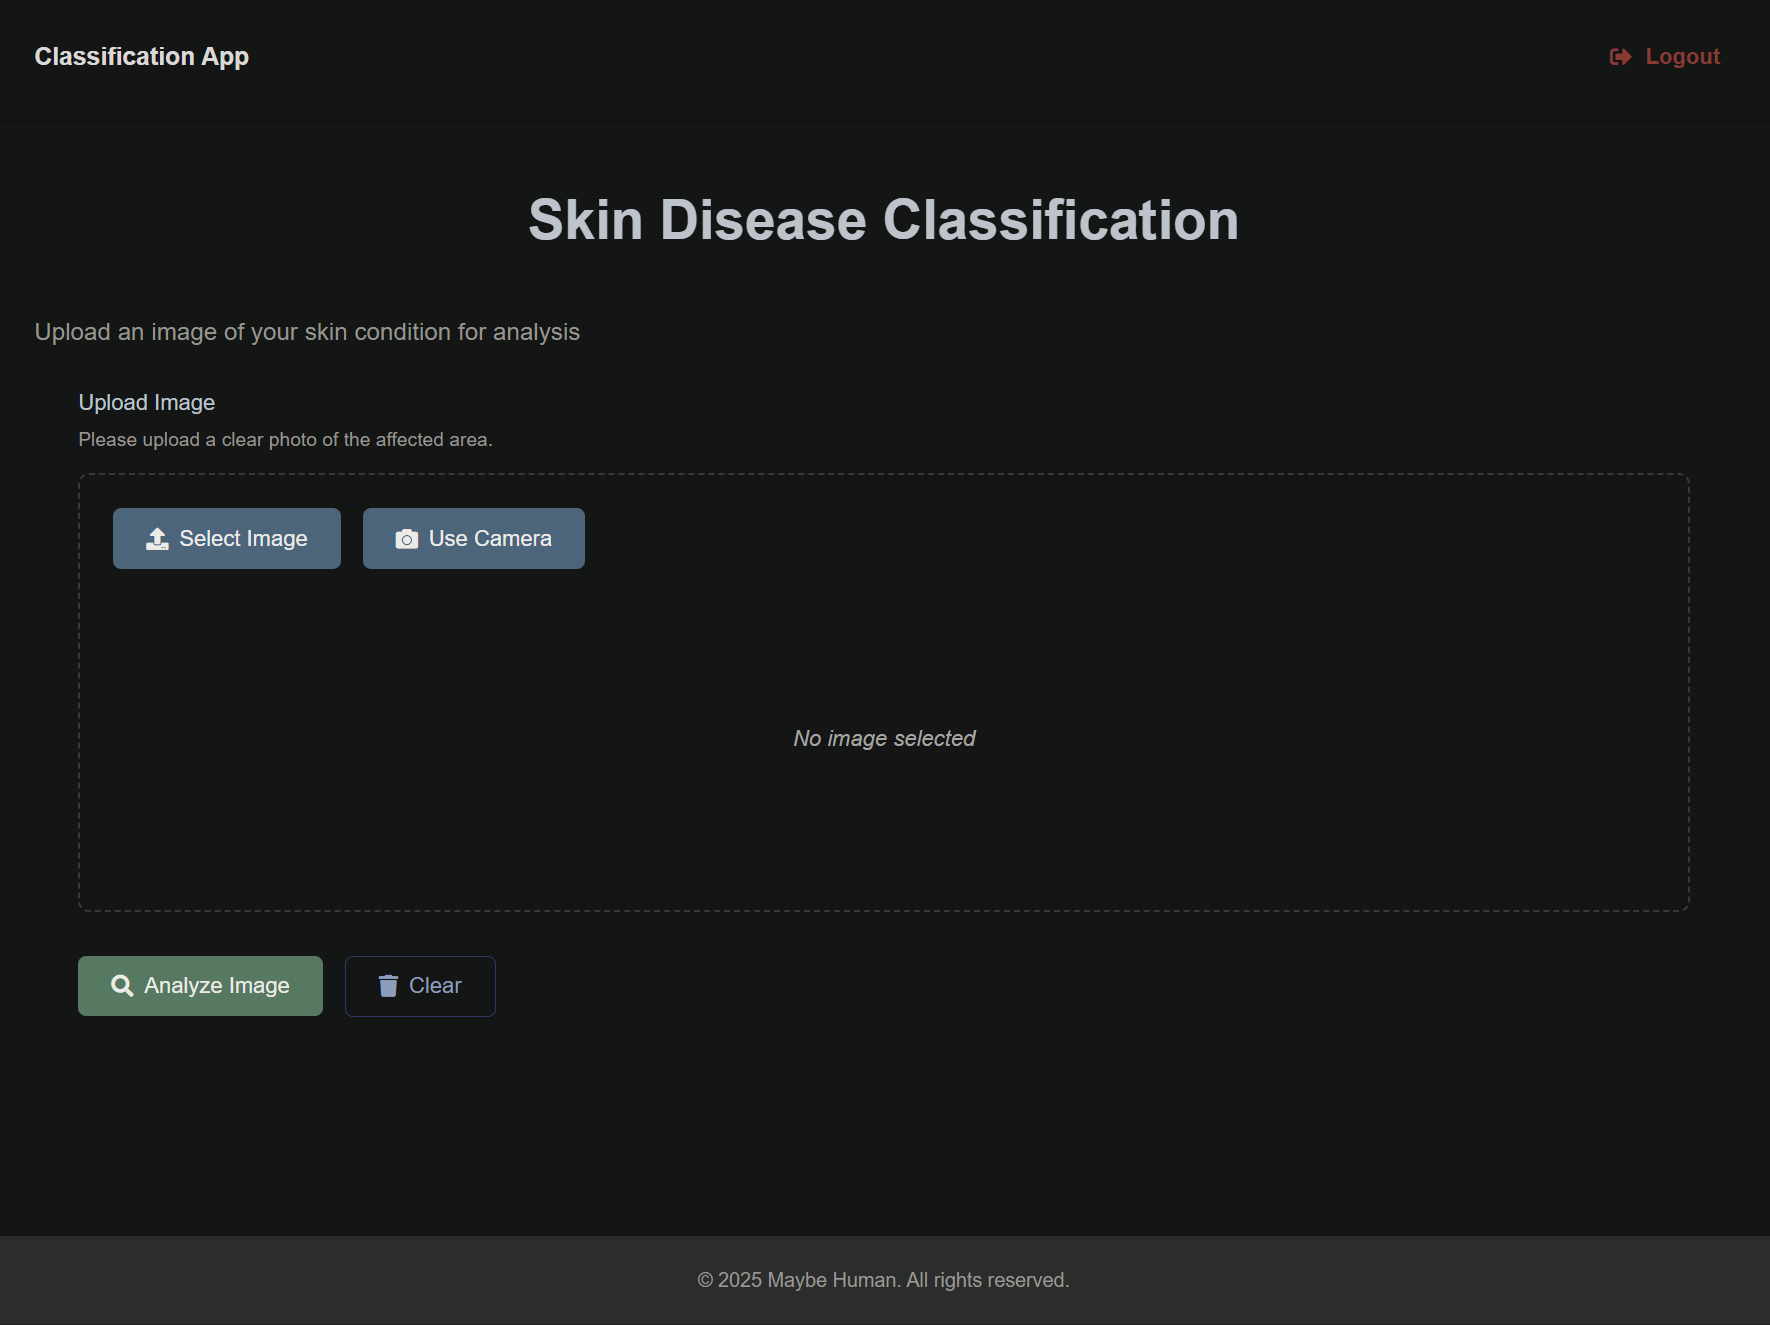 Classification App
Logout
Skin Disease Classification
Upload an image of your skin condition for analysis
Upload Image
Please upload a clear photo of the affected area.
Select Image
Use Camera
No image selected
Analyze Image
Clear
© 2025 Maybe Human. All rights reserved.